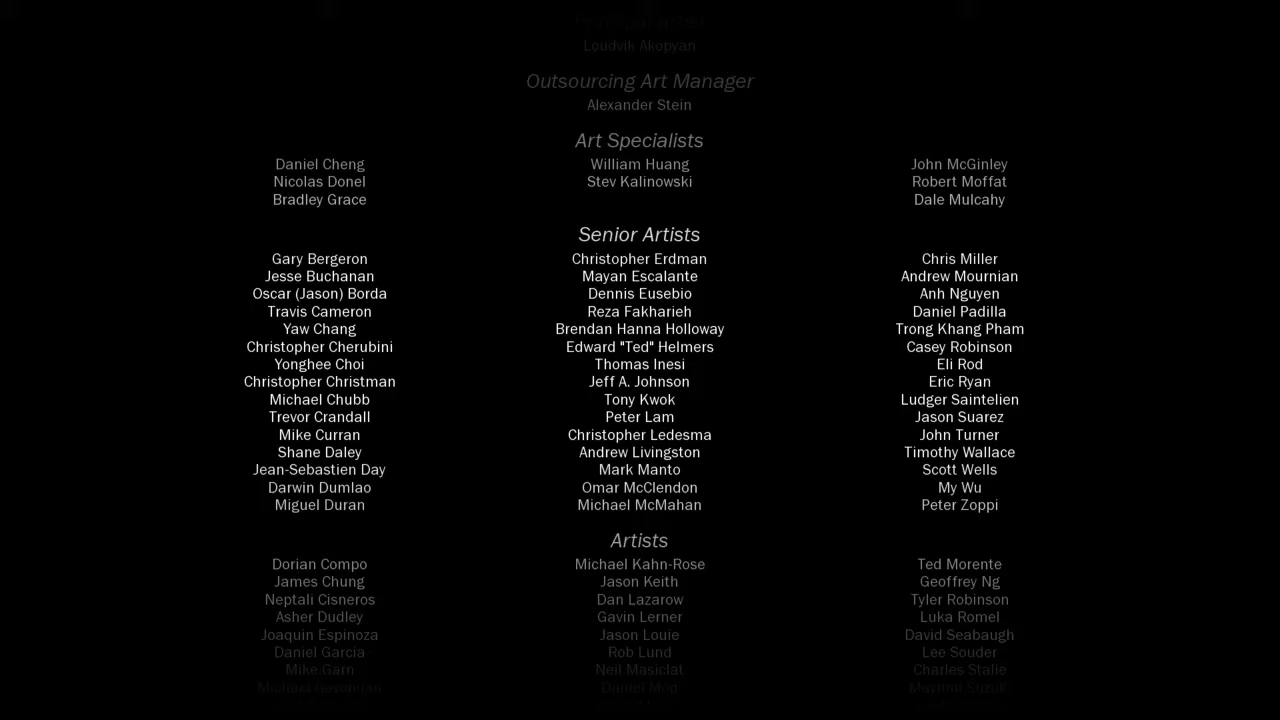 Principal Artist
Loudvik Akopyan
Outsourcing Art Manager
Alexander Stein
Art Specialists
Daniel Cheng
Nicolas Donel
Bradley Grace
William Huang
Stev Kalinowski
John McGinley
Robert Moffat
Dale Mulcahy
Senior Artists
Gary Bergeron
Jesse Buchanan
Oscar (Jason) Borda
Travis Cameron
Yaw Chang
Christopher Cherubini
Yonghee Choi
Christopher Christman
Michael Chubb
Trevor Crandall
Mike Curran
Shane Daley
Jean-Sebastien Day
Darwin Dumlao
Miguel Duran
Christopher Erdman
Mayan Escalante
Dennis Eusebio
Reza Fakharieh
Brendan Hanna Holloway
Edward "Ted" Helmers
Thomas Inesi
Jeff A. Johnson
Tony Kwok
Peter Lam
Christopher Ledesma
Andrew Livingston
Mark Manto
Omar McClendon
Michael McMahan
Chris Miller
Andrew Mournian
Anh Nguyen
Daniel Padilla
Trong Khang Pham
Casey Robinson
Eli Rod
Eric Ryan
Ludger Saintelien
Jason Suarez
John Turner
Timothy Wallace
Scott Wells
My Wu
Peter Zoppi
Artists
Dorian Compo
James Chung
Neptali Cisneros
Asher Dudley
Joaquin Espinoza
Daniel Garcia
Mike Garn
Michael
Michael Kahn-Rose
Jason Keith
Dan Lazarow
Gavin Lerner
Jason Louie
Rob Lund
Neil Masiclat
Daniel
Ted Morente
Geoffrey Ng
Tyler Robinson
Luka Romel
David Seabaugh
Lee Souder
Charles Stalie
Suzuki